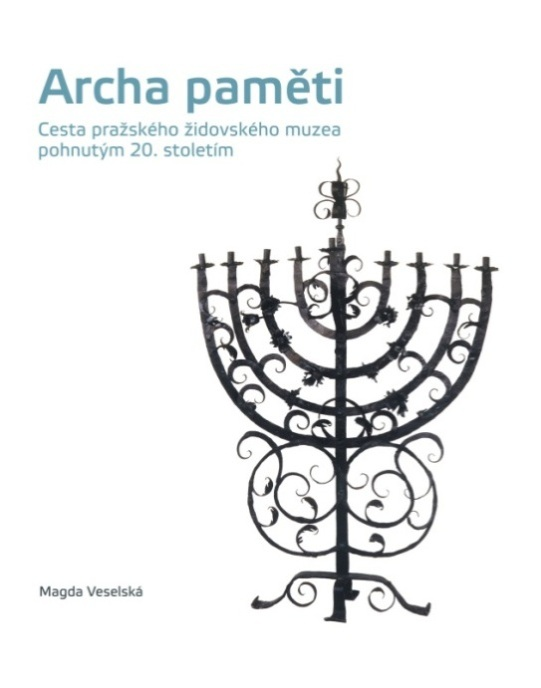 Archa paměti
Cesta pražského židovského muzea
pohnutým 20. stoletím
Magda Veselská